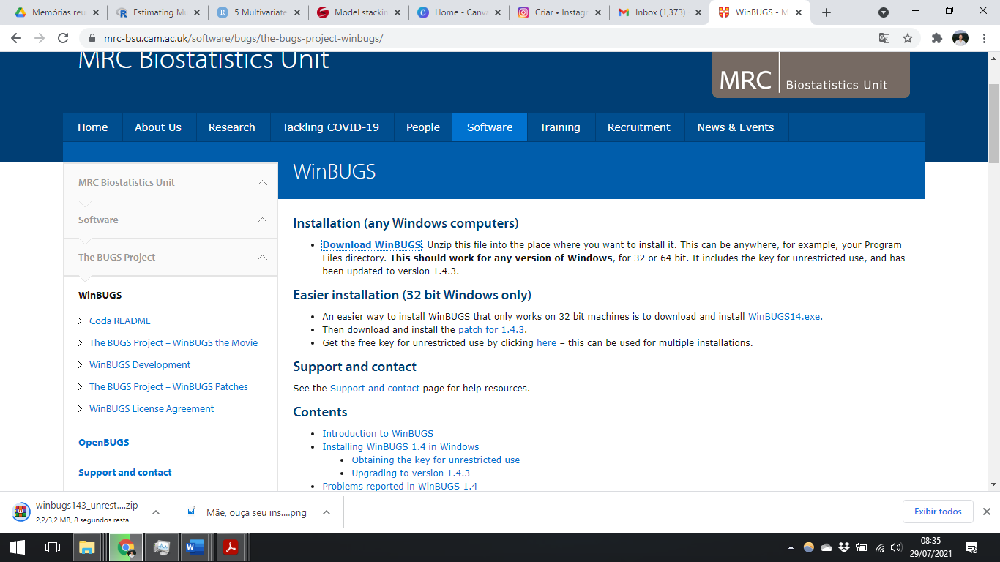 Memórias reu
Estimating Mu
5 Multivariate
Model stackin
Home - Canva
Criar • Instagr
Inbox (1,373)
WinBUGS - M
mrc-bsu.cam.ac.uk/software/bugs/the-bugs-project-winbugs/
MRC Biostatistics Unit
MRC Biostatistics Unit
Home About Us Research Tackling COVID-19 People Software Training Recruitment News & Events
MRC Biostatistics Unit
Software
The BUGS Project
WinBUGS
Coda README
The BUGS Project – WinBUGS the Movie
WinBUGS Development
The BUGS Project – WinBUGS Patches
WinBUGS License Agreement
OpenBUGS
Support and contact
WinBUGS
Installation (any Windows computers)
• Download WinBUGS. Unzip this file into the place where you want to install it. This can be anywhere, for example, your Program
Files directory. This should work for any version of Windows, for 32 or 64 bit. It includes the key for unrestricted use, and has
been updated to version 1.4.3.
Easier installation (32 bit Windows only)
• An easier way to install WinBUGS that only works on 32 bit machines is to download and install WinBUGS14.exe.
• Then download and install the patch for 1.4.3.
• Get the free key for unrestricted use by clicking here – this can be used for multiple installations.
Support and contact
See the Support and contact page for help resources.
Contents
• Introduction to WinBUGS
• Installing WinBUGS 1.4 in Windows
• Obtaining the key for unrestricted use
• Upgrading to version 1.4.3
• Problems reported in WinBUGS 1.4
winbugs143_unrest....zip
2,2/3,2 MB, 8 segundos resta...
Mãe, ouça seu ins....png
Exibir todos
08:35
29/07/2021